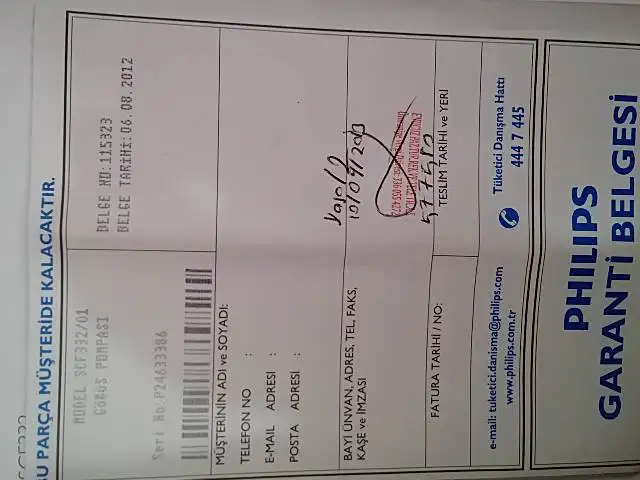 BU PARÇA MÜŞTERİDE KALACAKTIR.
MODEL SCF332/01
GÖĞÜS POMPASI
BELGE NO: 115323
BELGE TARİHİ: 06.08.2012
Seri No: P24633386
MÜŞTERİNİN ADI ve SOYADI:
TELEFON NO :
E-MAIL ADRESİ :
POSTA ADRESİ :
10/09/2013
BAYİ ÜNVAN, ADRES, TEL, FAKS,
KAŞE ve İMZASI
577580
FATURA TARİHİ / NO:
TESLİM TARİHİ ve YERİ
e-mail: tuketici.danisma@philips.com
www.philips.com.tr
Tüketici Danışma Hattı
444 7 445
PHILIPS
GARANTİ BELGESİ